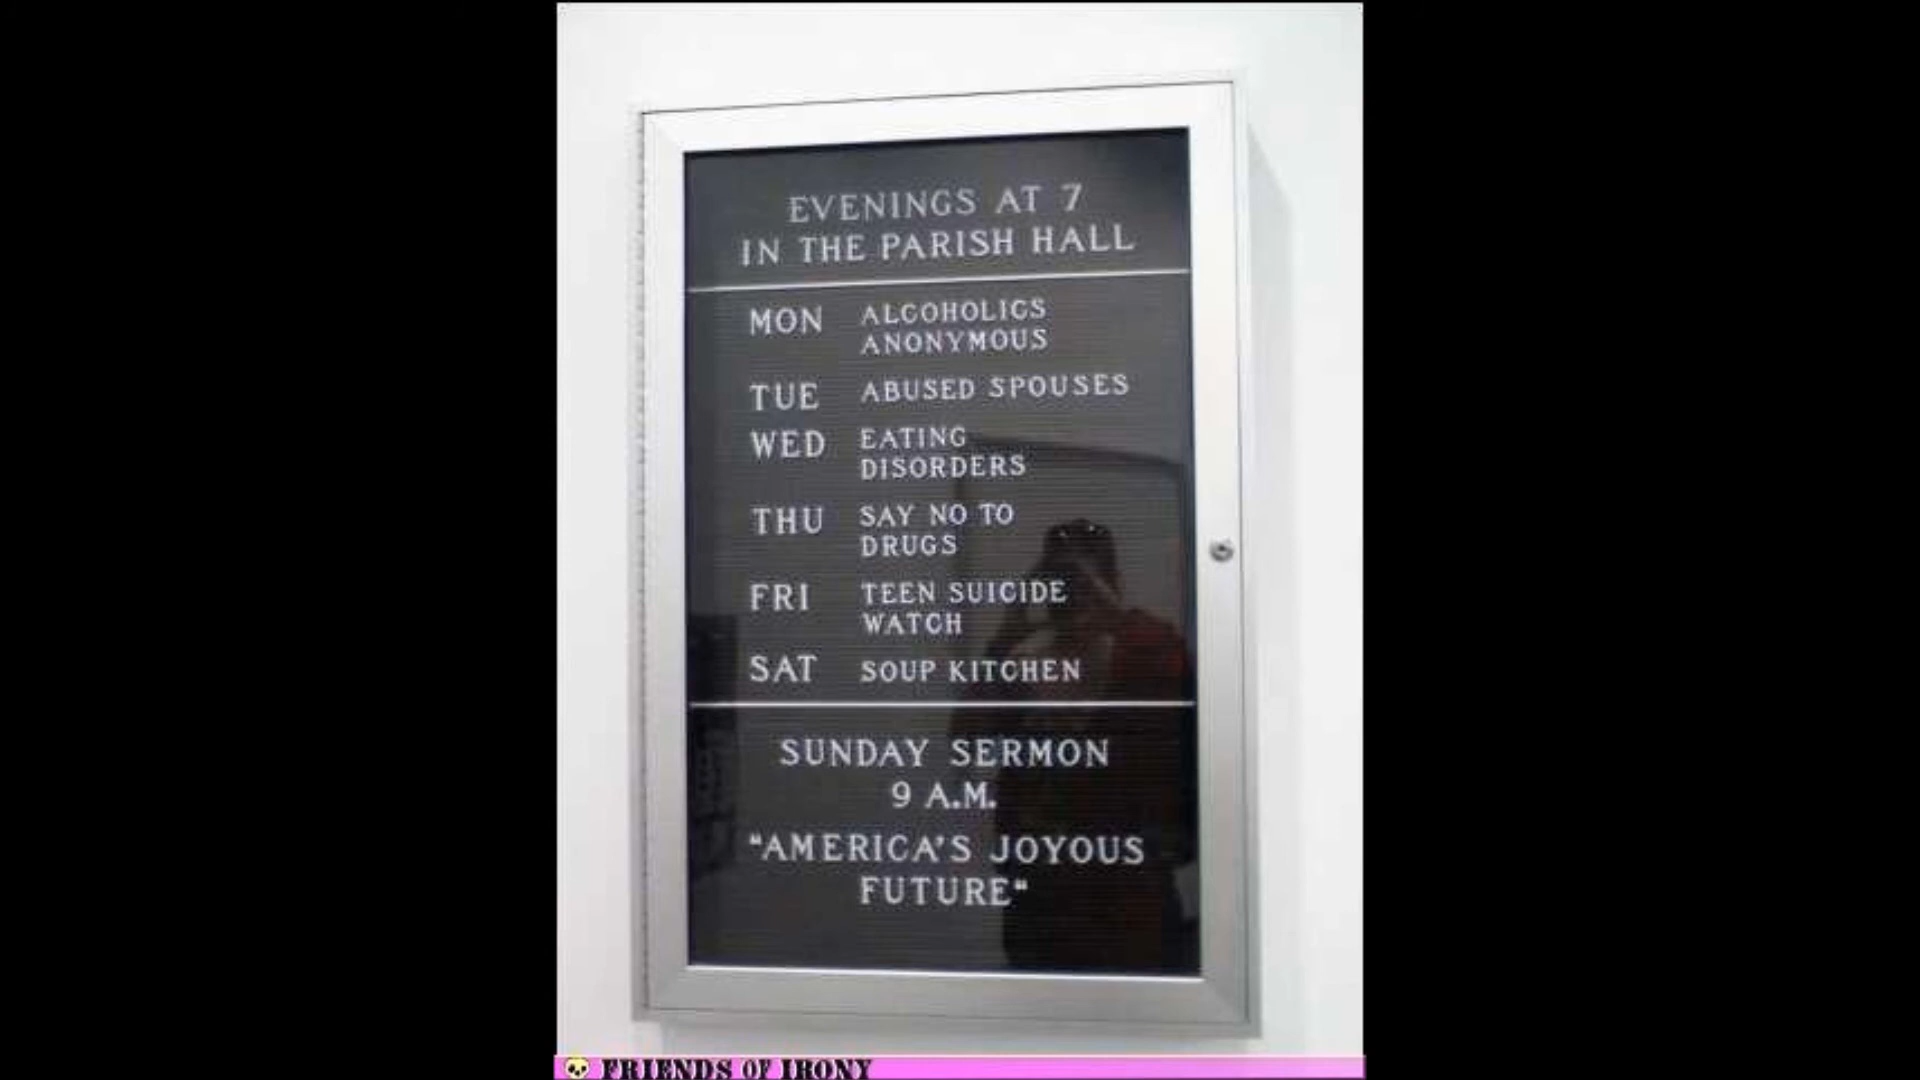 EVENINGS AT 7
IN THE PARISH HALL
MON ALCOHOLICS
ANONYMOUS
TUE ABUSED SPOUSES
WED EATING
DISORDERS
THU SAY NO TO
DRUGS
FRI TEEN SUICIDE
WATCH
SAT SOUP KITCHEN
SUNDAY SERMON
9 A.M.
“AMERICA’S JOYOUS
FUTURE“
FRIENDS OF IRONY